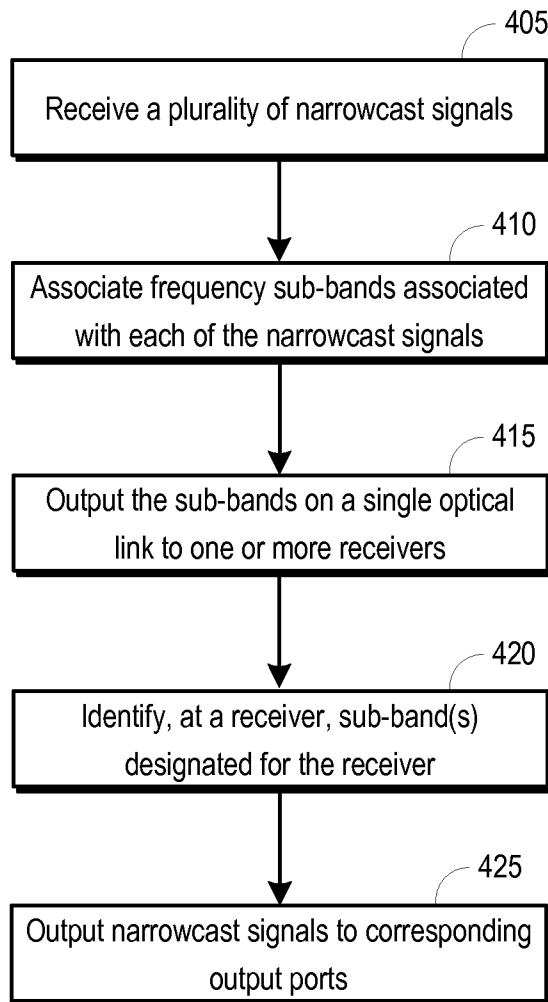 405
Receive a plurality of narrowcast signals
410
Associate frequency sub-bands associated
with each of the narrowcast signals
415
Output the sub-bands on a single optical
link to one or more receivers
420
Identify, at a receiver, sub-band(s)
designated for the receiver
425
Output narrowcast signals to corresponding
output ports